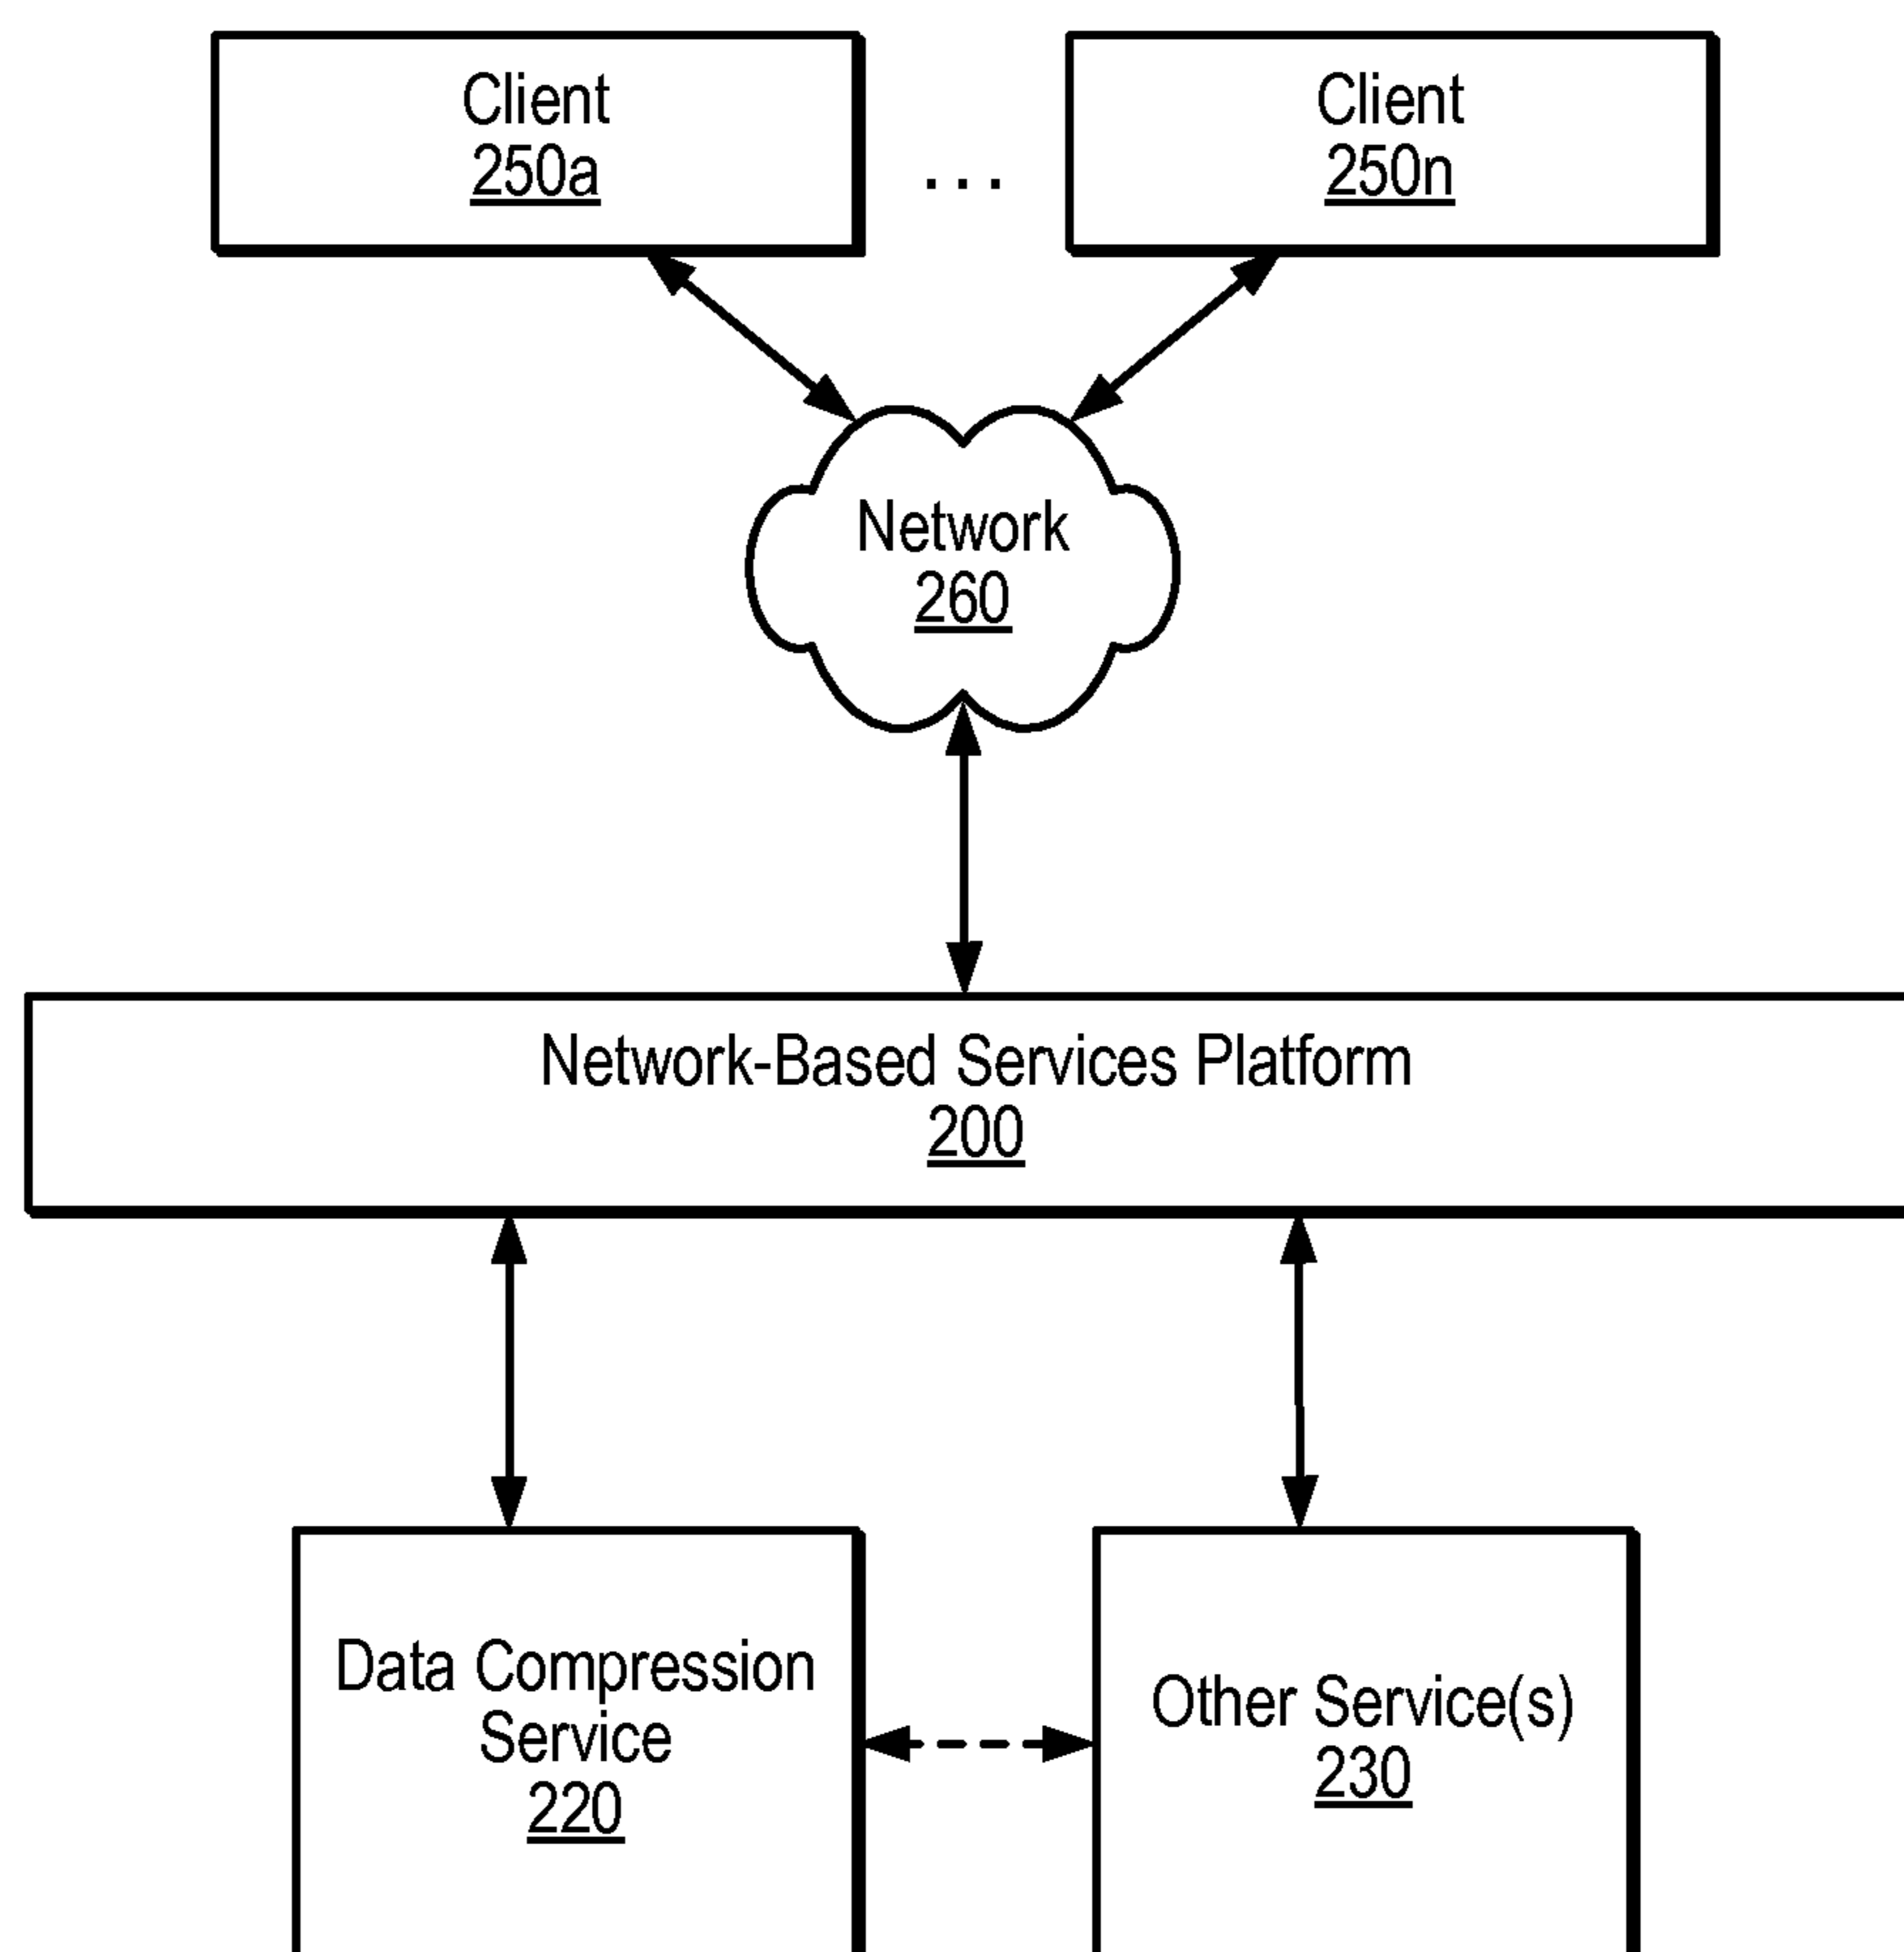 Client
250a
...
Client
250n
Network
260
Network-Based Services Platform
200
Data Compression
Service
220
Other Service(s)
230